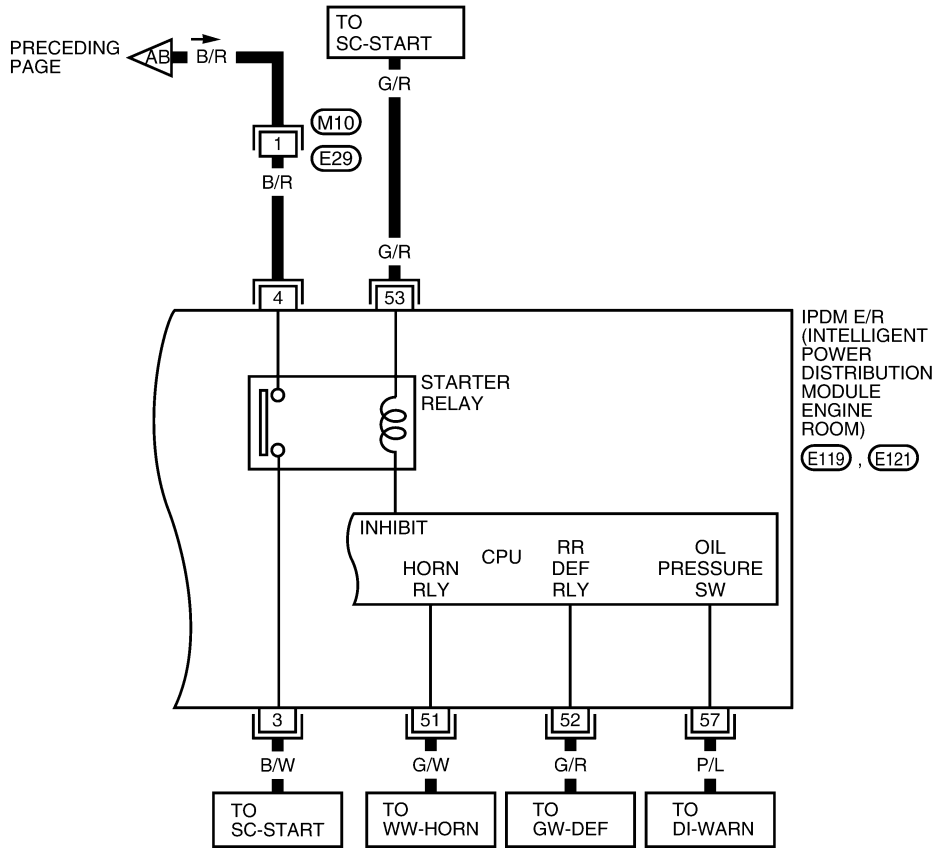 PRECEDING
PAGE
AB
B/R
TO
SC-START
G/R
1
M10
E29
B/R
G/R
4
53
IPDM E/R
(INTELLIGENT
POWER
DISTRIBUTION
MODULE
ENGINE
ROOM)
E119 , E121
STARTER
RELAY
INHIBIT
CPU
HORN
RLY
RR
DEF
RLY
OIL
PRESSURE
SW
3
51
52
57
B/W
G/W
G/R
P/L
TO
SC-START
TO
WW-HORN
TO
GW-DEF
TO
DI-WARN